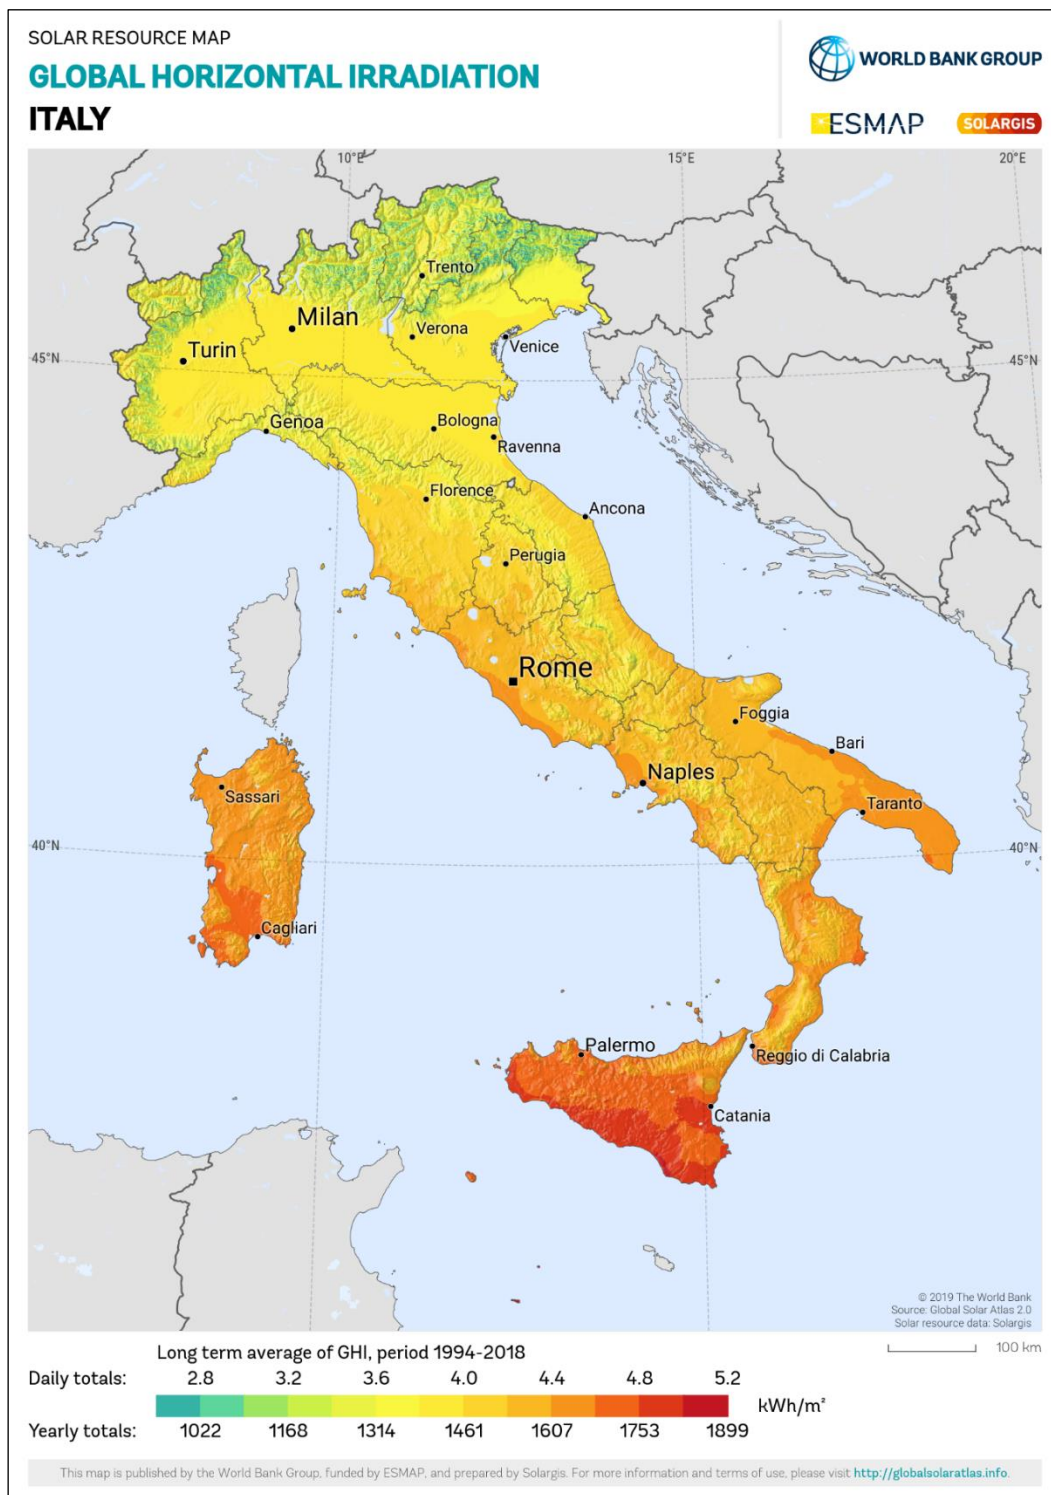 SOLAR RESOURCE MAP
GLOBAL HORIZONTAL IRRADIATION
ITALY
WORLD BANK GROUP
ESMAP
SOLARGIS
10°E
15°E
20°E
Trento
Milan
Verona
Venice
Turin
45°N
45°N
Genoa
Bologna
Ravenna
Florence
Ancona
Perugia
Rome
Foggia
Bari
Naples
Sassari
Taranto
40°N
40°N
Cagliari
Palermo
Reggio di Calabria
Catania
© 2019 The World Bank
Source: Global Solar Atlas 2.0
Solar resource data: Solargis
100 km
Long term average of GHI, period 1994-2018
Daily totals: 2.8 3.2 3.6 4.0 4.4 4.8 5.2
kWh/m²
Yearly totals: 1022 1168 1314 1461 1607 1753 1899
This map is published by the World Bank Group, funded by ESMAP, and prepared by Solargis. For more information and terms of use, please visit http://globalsolaratlas.info.